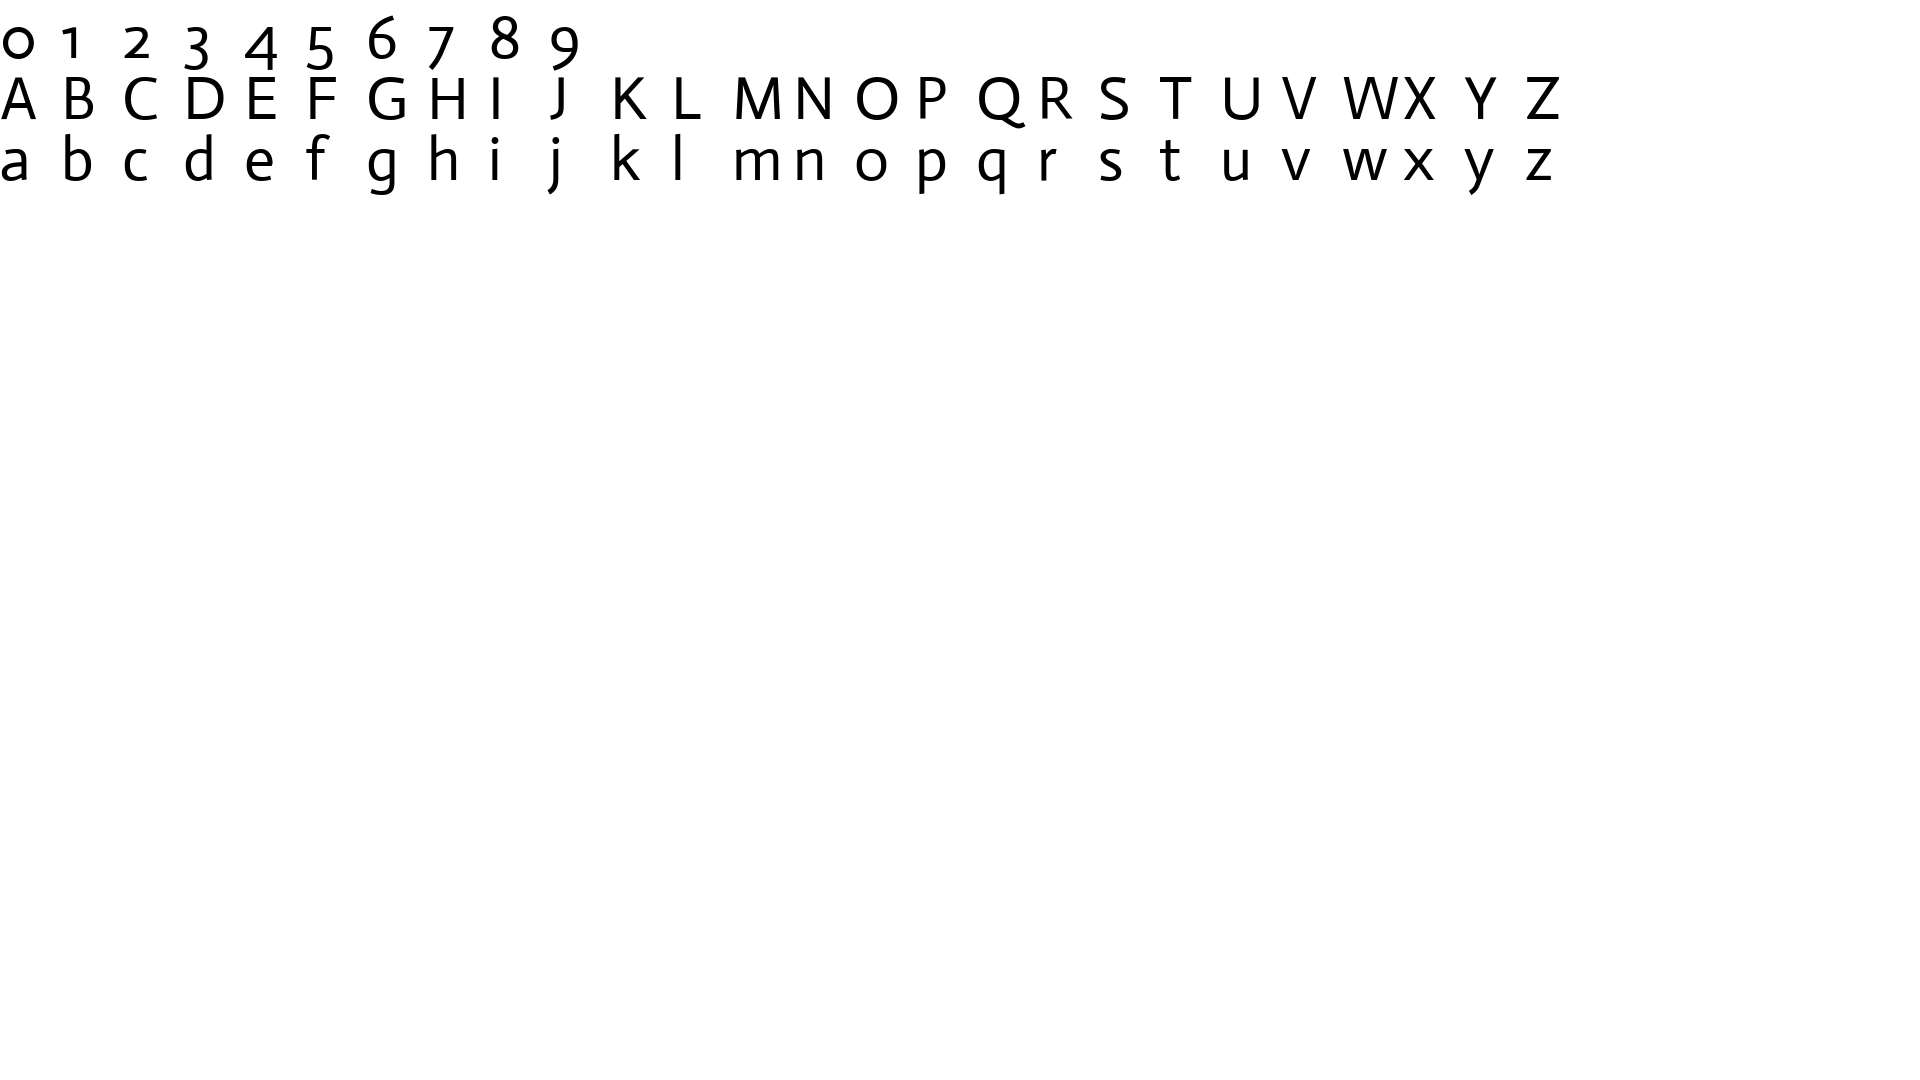 0 1 2 3 4 5 6 7 8 9
A B C D E F G H I J K L M N O P Q R S T U V W X Y Z
a b c d e f g h i j k l m n o p q r s t u v w x y z